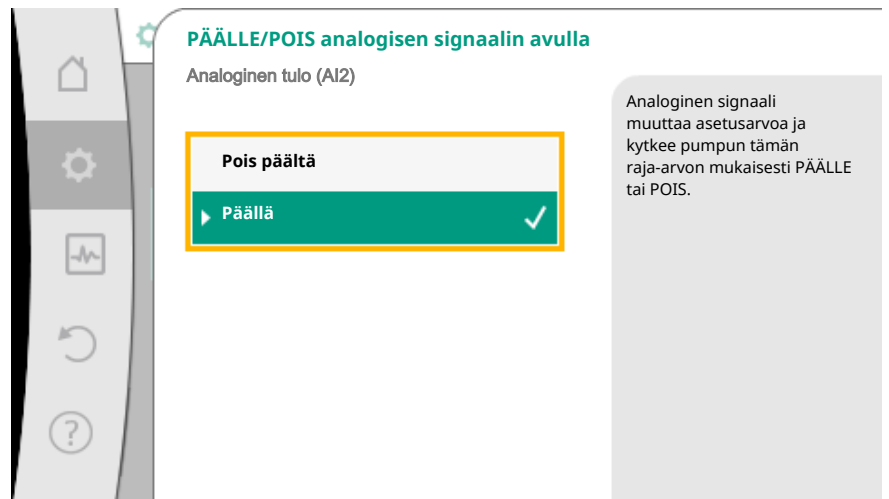 PÄÄLLE/POIS analogisen signaalin avulla
Analoginen tulo (AI2)
Pois päältä
Päällä
Analoginen signaali
muuttaa asetusarvoa ja
kytkee pumpun tämän
raja-arvon mukaisesti PÄÄLLE
tai POIS.